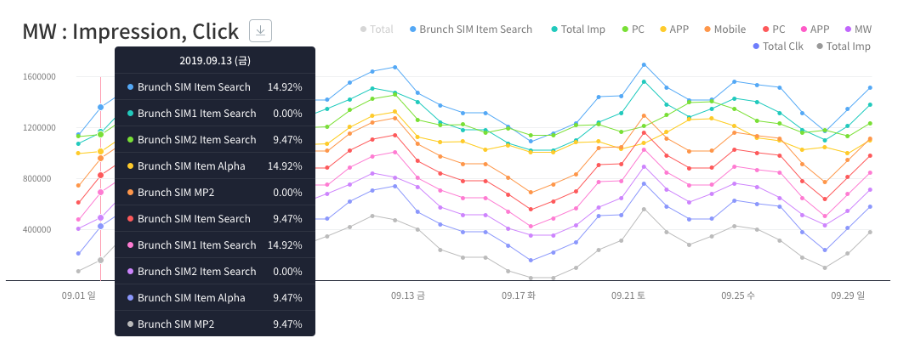 MW : Impression, Click
Total
Brunch SIM Item Search
Total Imp
PC
APP
Mobile
PC
APP
MW
Total Clk
Total Imp
2019.09.13 (금)
Brunch SIM Item Search 14.92%
Brunch SIM1 Item Search 0.00%
Brunch SIM2 Item Search 9.47%
Brunch SIM Item Alpha 14.92%
Brunch SIM MP2 0.00%
Brunch SIM Item Search 9.47%
Brunch SIM1 Item Search 14.92%
Brunch SIM2 Item Search 0.00%
Brunch SIM Item Alpha 9.47%
Brunch SIM MP2 9.47%
1600000
1200000
800000
400000
09.01 일
09.13 금
09.17 화
09.21 토
09.25 수
09.29 일